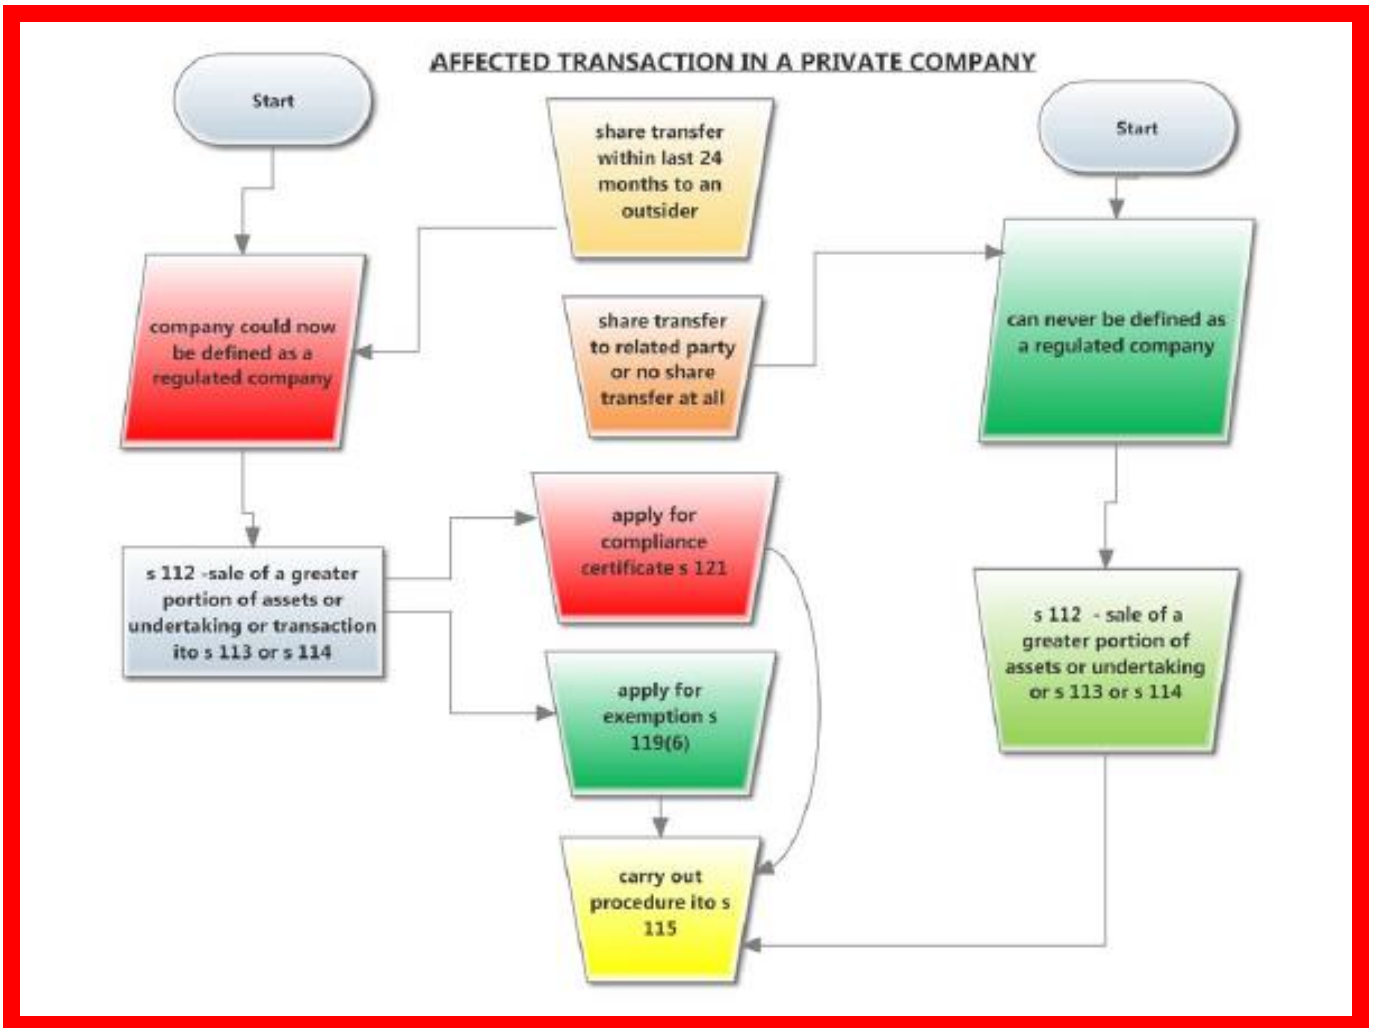 AFFECTED TRANSACTION IN A PRIVATE COMPANY
Start
Start
share transfer
within last 24
months to an
outsider
company could now
be defined as a
regulated company
share transfer
to related party
or no share
transfer at all
can never be defined as
a regulated company
s 112 -sale of a greater
portion of assets or
undertaking or transaction
ito s 113 or s 114
apply for
compliance
certificate s 121
apply for
exemption s
119(6)
s 112 - sale of a
greater portion of
assets or undertaking
or s 113 or s 114
carry out
procedure ito s
115